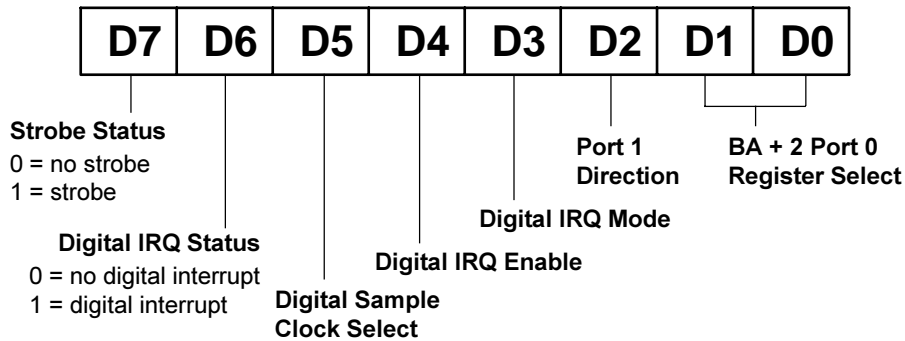 D7 D6 D5 D4 D3 D2 D1 D0
Strobe Status
0 = no strobe
1 = strobe
Digital IRQ Status
0 = no digital interrupt
1 = digital interrupt
Digital Sample
Clock Select
Digital IRQ Enable
Digital IRQ Mode
Port 1
Direction
BA + 2 Port 0
Register Select